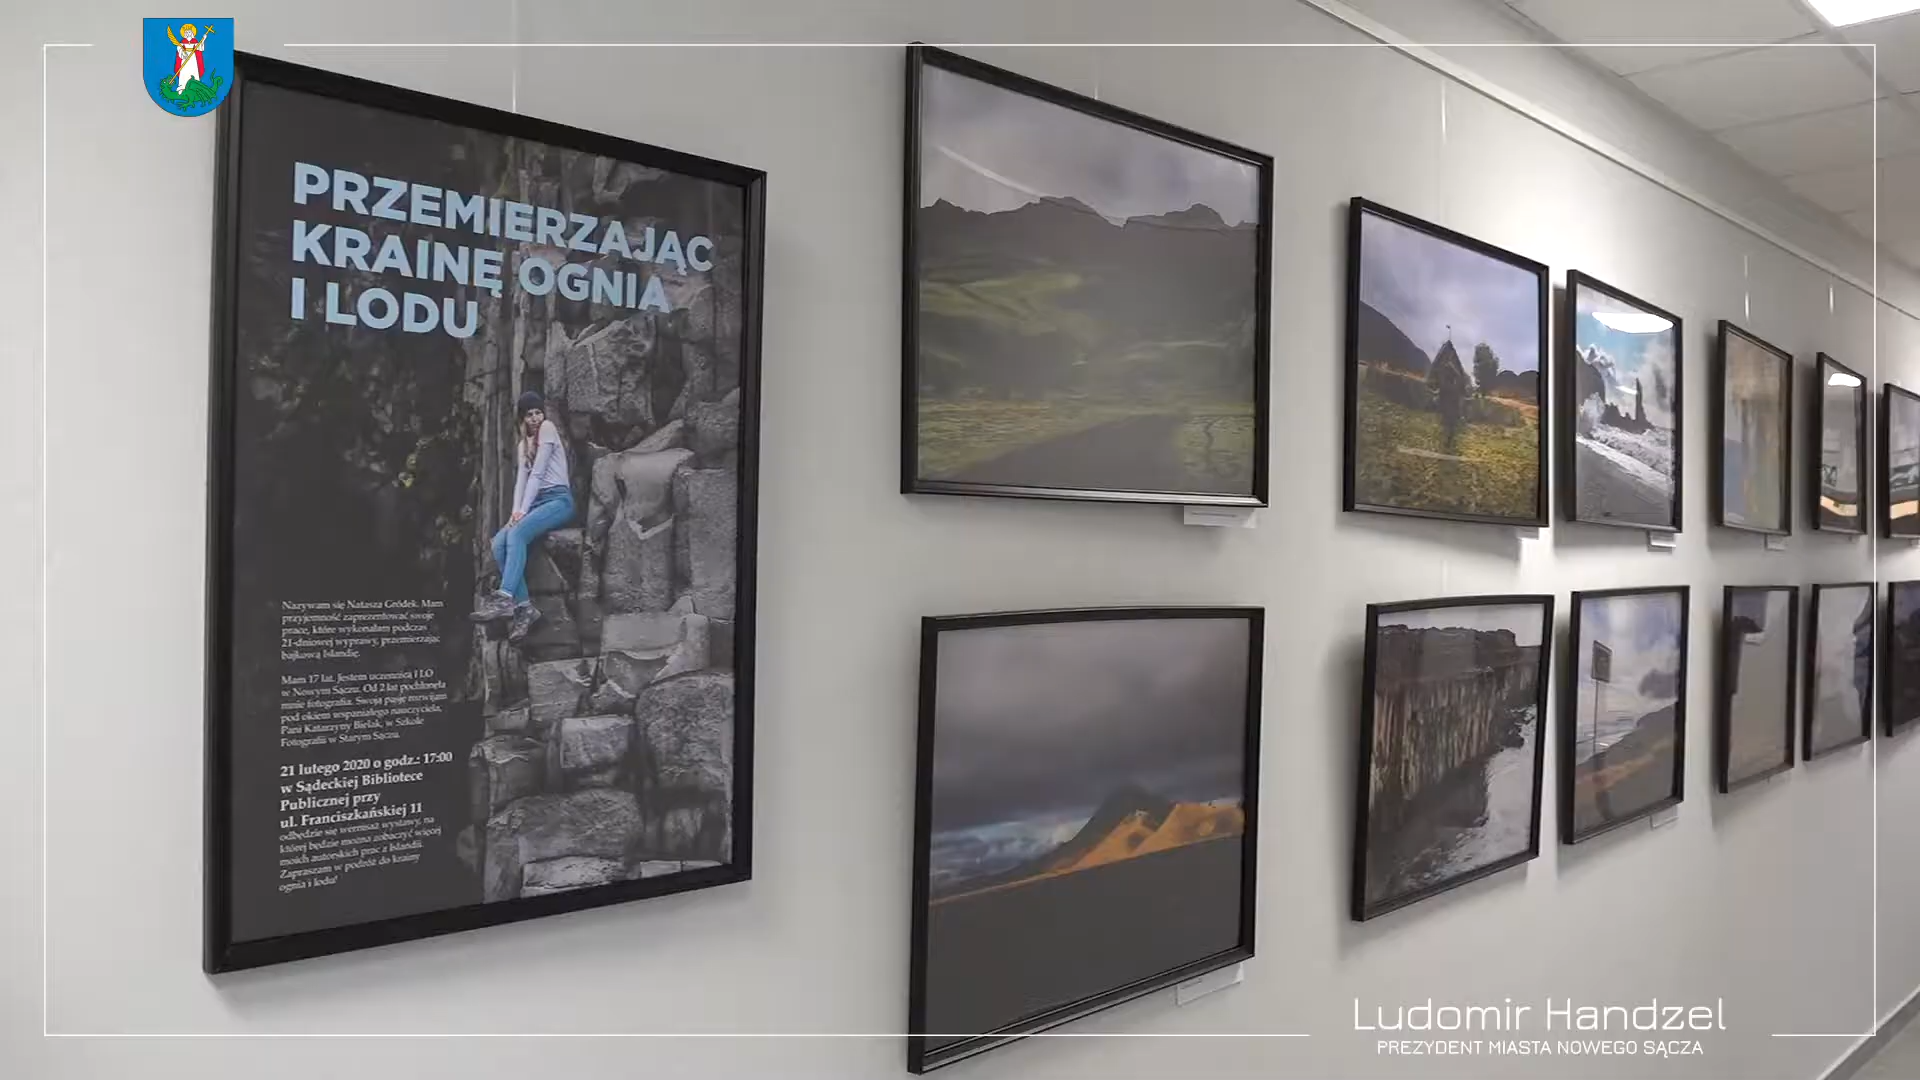 PRZEMIERZAJĄC
KRAINĘ OGNIA
I LODU
Nazywam się Natasza Gródek. Mam
przyjemność zaprezentować swoje
prace, które wykonałam podczas
21-dniowej wyprawy, przemierzając
bajkową Islandię.
Mam 17 lat. Jestem uczennicą I LO
w Nowym Sączu. Od 2 lat pochłonęła
mnie fotografia. Swoją pasję rozwijam
pod okiem wspaniałego nauczyciela,
Pani Katarzyny Bielak, w Szkole
Fotografii w Starym Sączu.
21 lutego 2020 o godz.: 17:00
w Sądeckiej Bibliotece
Publicznej przy
ul. Franciszkańskiej 11
odbędzie się wernisaż wystawy, na
której będzie można zobaczyć więcej
moich autorskich prac z Islandii.
Zapraszam w podróż do krainy
ognia i lodu!
Ludomir Handzel
PREZYDENT MIASTA NOWEGO SĄCZA